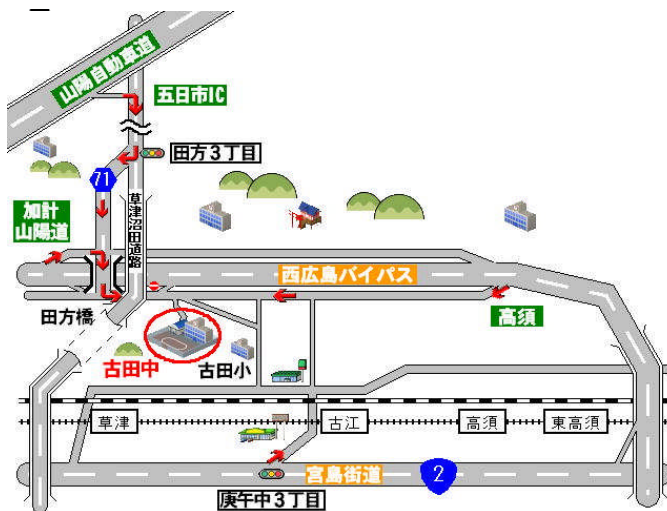 山陽自動車道
五日市IC
田方3丁目
71
草津沼田道路
加計
山陽道
西広島バイパス
田方橋
高須
古田中
古田小
草津
古江
高須
東高須
宮島街道
2
庚午中3丁目